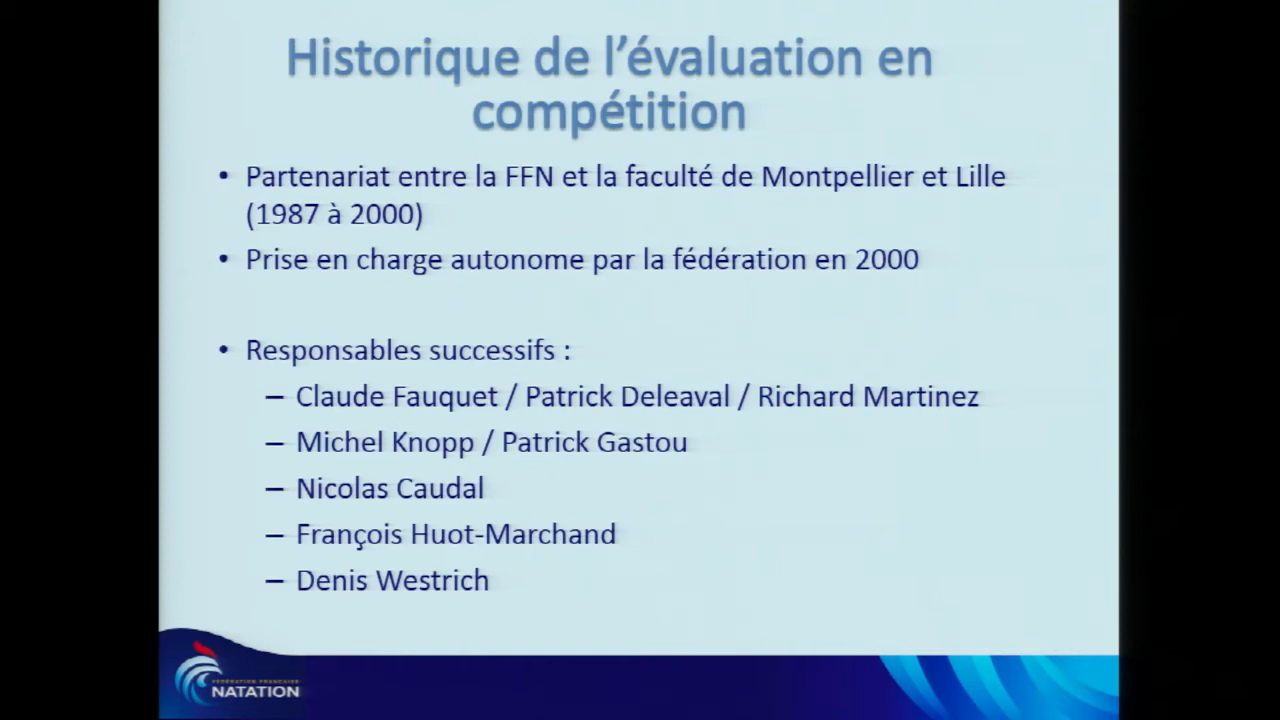 Historique de l'évaluation en
compétition
• Partenariat entre la FFN et la faculté de Montpellier et Lille
(1987 à 2000)
• Prise en charge autonome par la fédération en 2000
• Responsables successifs :
– Claude Fauquet / Patrick Deleaval / Richard Martinez
– Michel Knopp / Patrick Gastou
– Nicolas Caudal
– François Huot-Marchand
– Denis Westrich
FÉDÉRATION FRANÇAISE
NATATION